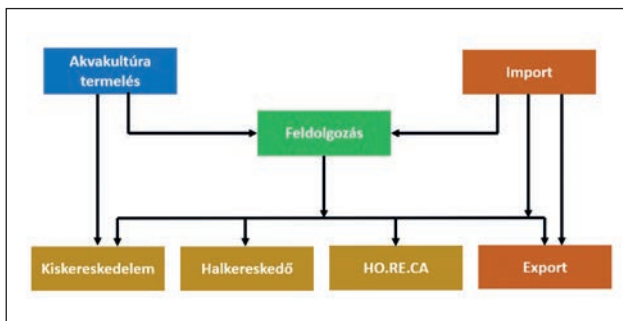 Akvakultúra
termelés
Import
Feldolgozás
Kiskereskedelem
Halkereskedő
HO.RE.CA
Export